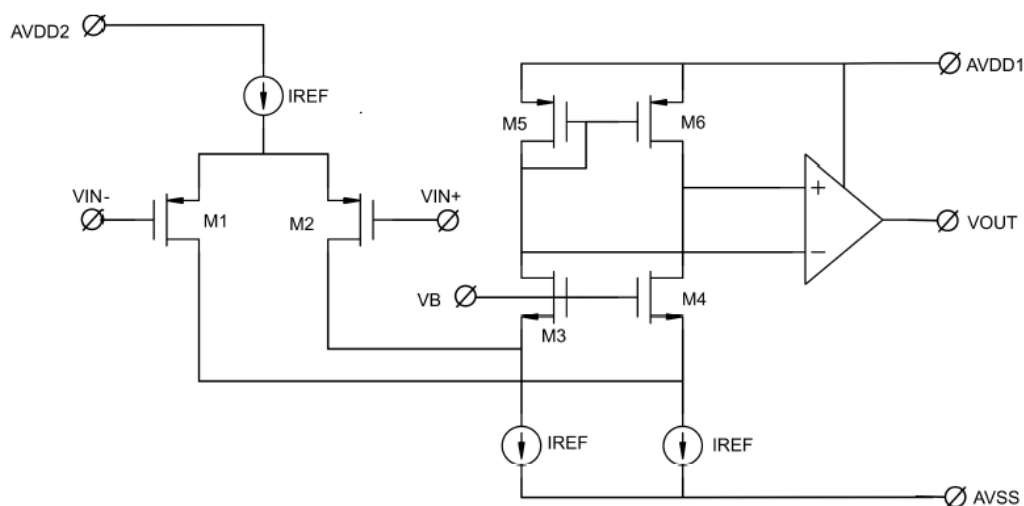 AVDD2
IREF
AVDD1
M5
M6
VIN-
VIN+
M1
M2
+
VOUT
−
VB
M4
M3
IREF
IREF
AVSS